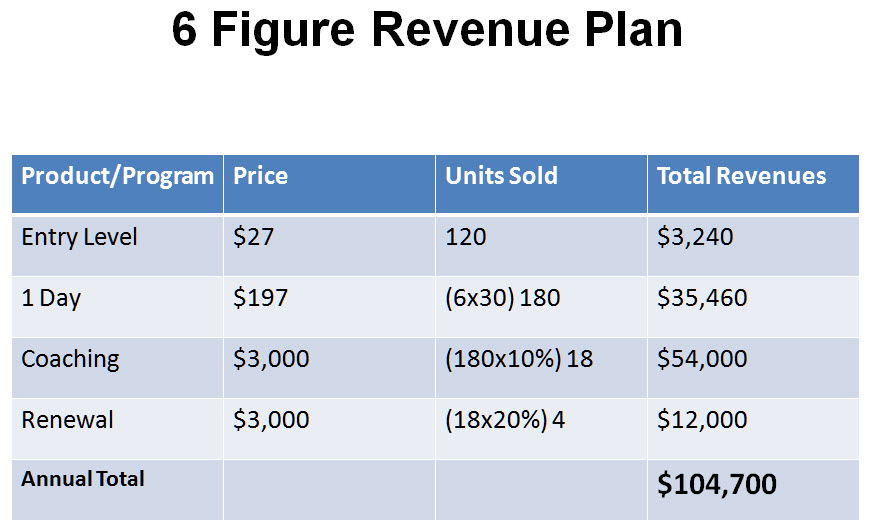 6 Figure Revenue Plan
Product/Program Price Units Sold Total Revenues
Entry Level $27 120 $3,240
1 Day $197 (6x30) 180 $35,460
Coaching $3,000 (180x10%) 18 $54,000
Renewal $3,000 (18x20%) 4 $12,000
Annual Total $104,700